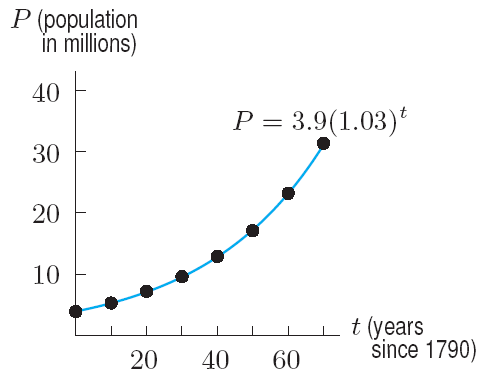 P (population
in millions)
40
30
20
10
P = 3.9(1.03)^t
20 40 60
t (years
since 1790)